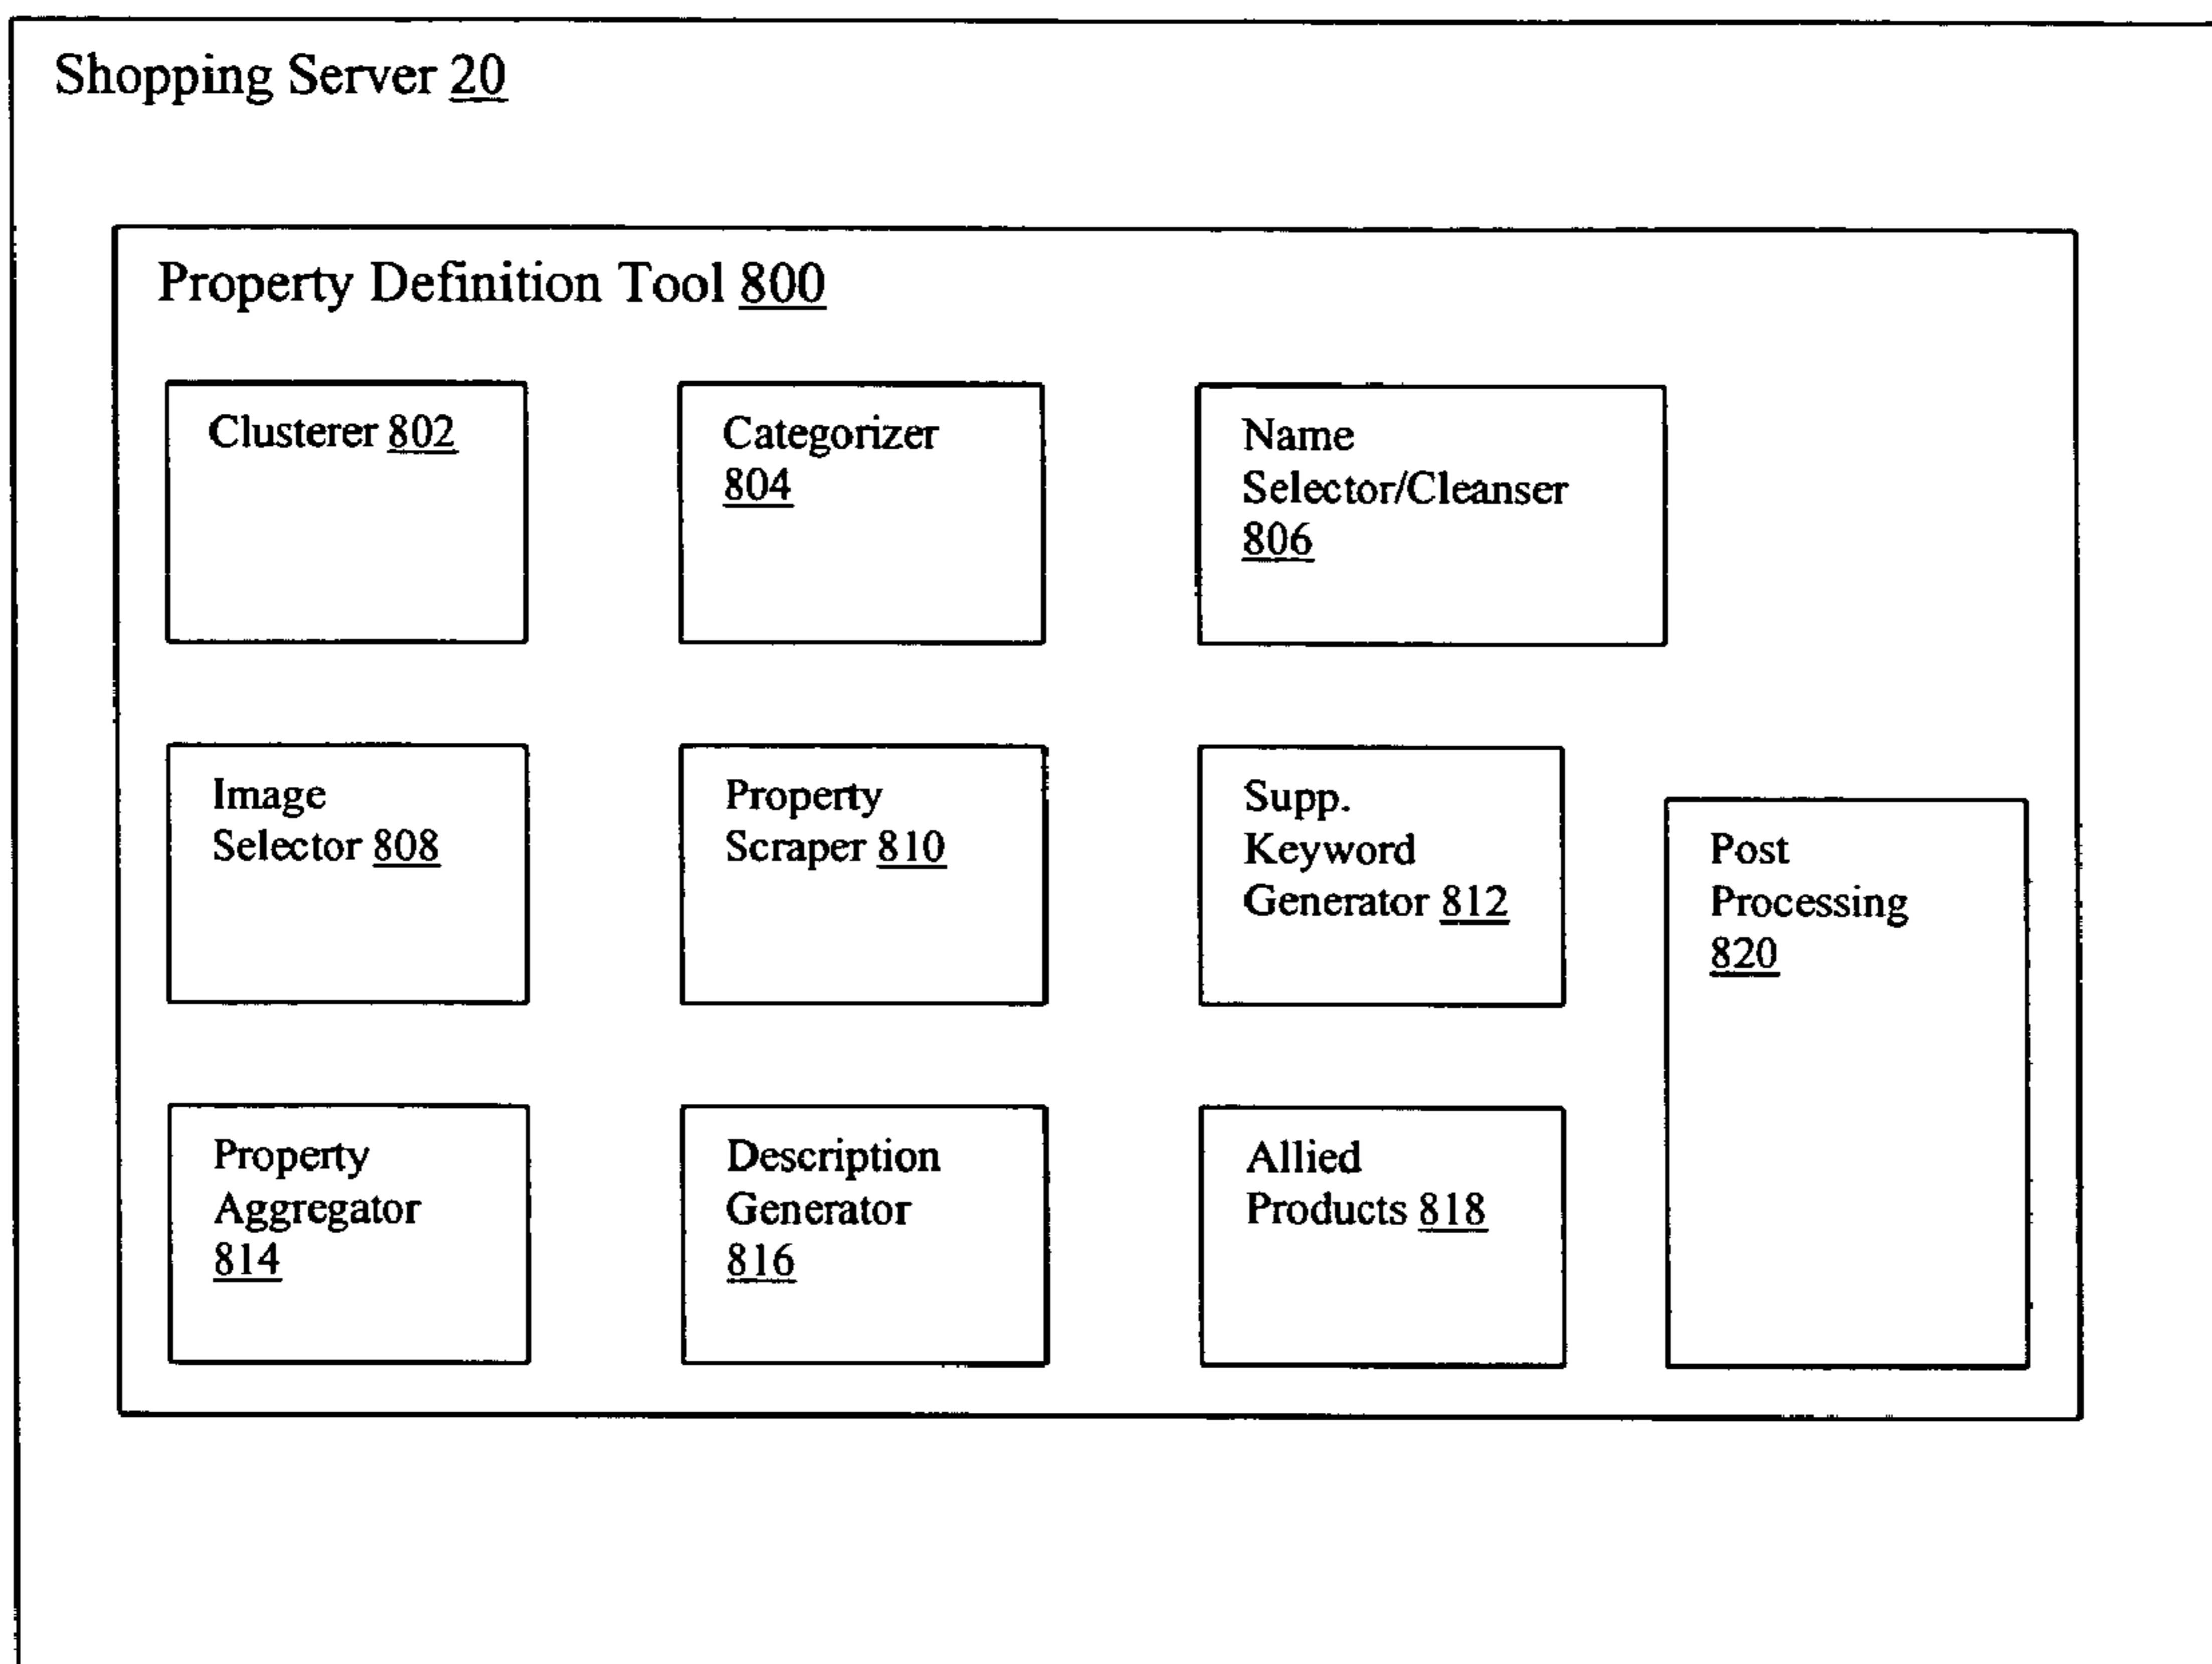 Shopping Server 20
Property Definition Tool 800
Clusterer 802
Categorizer
804
Name
Selector/Cleanser
806
Image
Selector 808
Property
Scraper 810
Supp.
Keyword
Generator 812
Post
Processing
820
Property
Aggregator
814
Description
Generator
816
Allied
Products 818